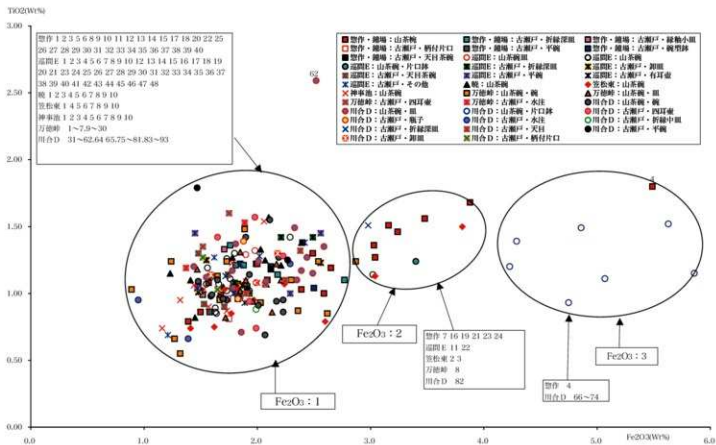 TiO2(Wt%)
3.00
2.50
2.00
1.50
1.00
0.50
0.00
惣作 1 2 3 5 6 8 9 10 11 12 13 14 15 17 18 20 22 25
26 27 28 29 30 31 32 33 34 35 36 37 38 39 40
巡間E 1 2 3 4 5 6 7 8 9 10 12 13 14 15 16 17 18 19
20 21 23 24 25 26 27 28 29 30 31 32 33 34 35 36 37
38 39 40 41 42 43 44 45 46 47 48
暁 1 2 3 4 5 6 7 8 9 10
笠松東 1 4 5 6 7 8 9 10
神事池 1 2 3 4 5 6 7 8 9 10
万徳峠 1～7,9～30
川合D 31～62.64 65.75～81.83～93
62
惣作・鐘場：山茶碗
惣作・鐘場：古瀬戸・折縁深皿
惣作・鐘場：古瀬戸・緑釉小皿
惣作・鐘場：古瀬戸・柄付片口
惣作・鐘場：古瀬戸・平碗
惣作・鐘場：古瀬戸・碗型鉢
惣作・鐘場：古瀬戸・天目茶碗
巡間E：山茶碗皿
巡間E：山茶碗
巡間E：山茶碗・片口鉢
巡間E：古瀬戸・折縁深皿
巡間E：古瀬戸・卸皿
巡間E：古瀬戸・天目茶碗
巡間E：古瀬戸・平碗
巡間E：古瀬戸・有耳壺
巡間E：古瀬戸・その他
暁：山茶碗
笠松東：山茶碗
神事池：山茶碗
万徳峠：山茶碗・碗
万徳峠：山茶碗・皿
万徳峠：古瀬戸・四耳壺
万徳峠：古瀬戸・水注
川合D：山茶碗・碗
川合D：山茶碗・皿
川合D：山茶碗・片口鉢
川合D：古瀬戸・四耳壷
川合D：古瀬戸・瓶子
川合D：古瀬戸・水注
川合D：古瀬戸・折縁中皿
川合D：古瀬戸・折縁深皿
川合D：古瀬戸・天目
川合D：古瀬戸・平碗
川合D：古瀬戸・卸皿
川合D：古瀬戸・柄付片口
4
Fe2O3：1
Fe2O3：2
Fe2O3：3
惣作 7 16 19 21 23 24
巡間E 11 22
笠松東 2 3
万徳峠 8
川合D 82
惣作 4
川合D 66～74
0.0
1.0
2.0
3.0
4.0
5.0
6.0
Fe2O3(Wt%)